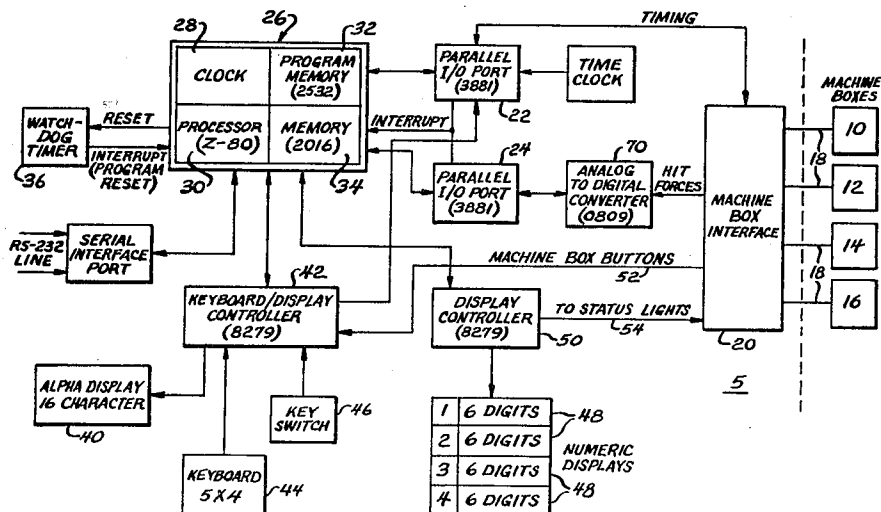 28
26
32
CLOCK
PROGRAM
MEMORY
(2532)
PROCESSOR
(Z-80)
MEMORY
(2016)
30
34
WATCH-
DOG
TIMER
36
RESET
INTERRUPT
(PROGRAM
RESET)
RS-232
LINE
SERIAL
INTERFACE
PORT
TIMING
PARALLEL
I/O PORT
(3881)
22
TIME
CLOCK
INTERRUPT
24
PARALLEL
I/O PORT
(3881)
70
ANALOG
TO DIGITAL
CONVERTER
(0809)
HIT
FORCES
MACHINE
BOX
INTERFACE
20
MACHINE
BOXES
10
18
12
14
18
16
5
MACHINE BOX BUTTONS
52
42
KEYBOARD/DISPLAY
CONTROLLER
(8279)
DISPLAY
CONTROLLER
(8279)
50
TO STATUS LIGHTS
54
ALPHA DISPLAY
16 CHARACTER
40
KEY
SWITCH
46
KEYBOARD
5X4
44
1 6 DIGITS
2 6 DIGITS
3 6 DIGITS
4 6 DIGITS
48
NUMERIC
DISPLAYS
48